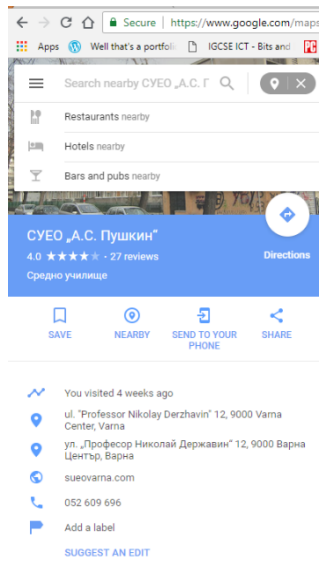 Secure | https://www.google.com/maps
Apps Well that's a portfoli IGCSE ICT - Bits and PC
Search nearby СУЕО „А.С. Г
Restaurants nearby
Hotels nearby
Bars and pubs nearby
СУЕО „А.С. Пушкин“
4.0 ★★★★★ - 27 reviews
Directions
Средно училище
SAVE
NEARBY
SEND TO YOUR
PHONE
SHARE
You visited 4 weeks ago
ul. "Professor Nikolay Derzhavin" 12, 9000 Varna
Center, Varna
ул. „Професор Николай Державин“ 12, 9000 Варна
Център, Варна
sueovarna.com
052 609 696
Add a label
SUGGEST AN EDIT